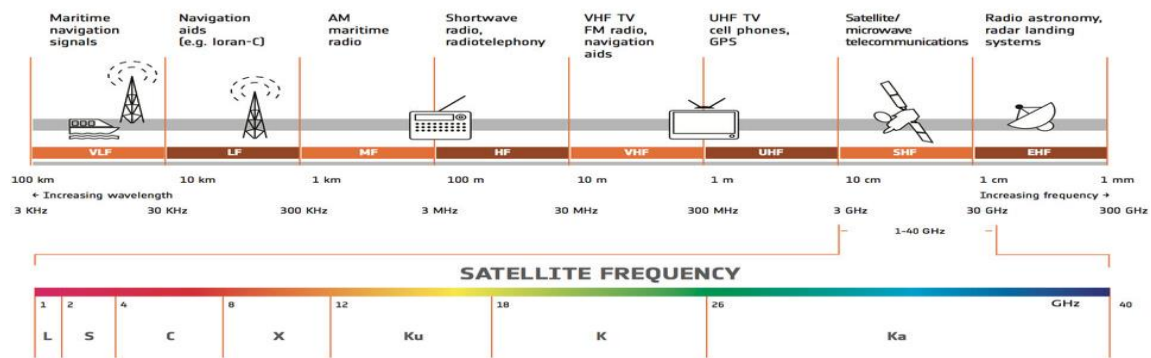 Maritime
navigation
signals
Navigation
aids
(e.g. loran-C)
AM
maritime
radio
Shortwave
radio,
radiotelephony
VHF TV
FM radio,
navigation
aids
UHF TV
cell phones,
GPS
Satellite/
microwave
telecommunications
Radio astronomy,
radar landing
systems
VLF LF MF HF VHF UHF SHF EHF
100 km 10 km 1 km 100 m 10 m 1 m 10 cm 1 cm 1 mm
← Increasing wavelength Increasing frequency →
3 KHz 30 KHz 300 KHz 3 MHz 30 MHz 300 MHz 3 GHz 30 GHz 300 GHz
1-40 GHz
SATELLITE FREQUENCY
1 2 4 8 12 18 26 GHz 40
L S C X Ku K Ka